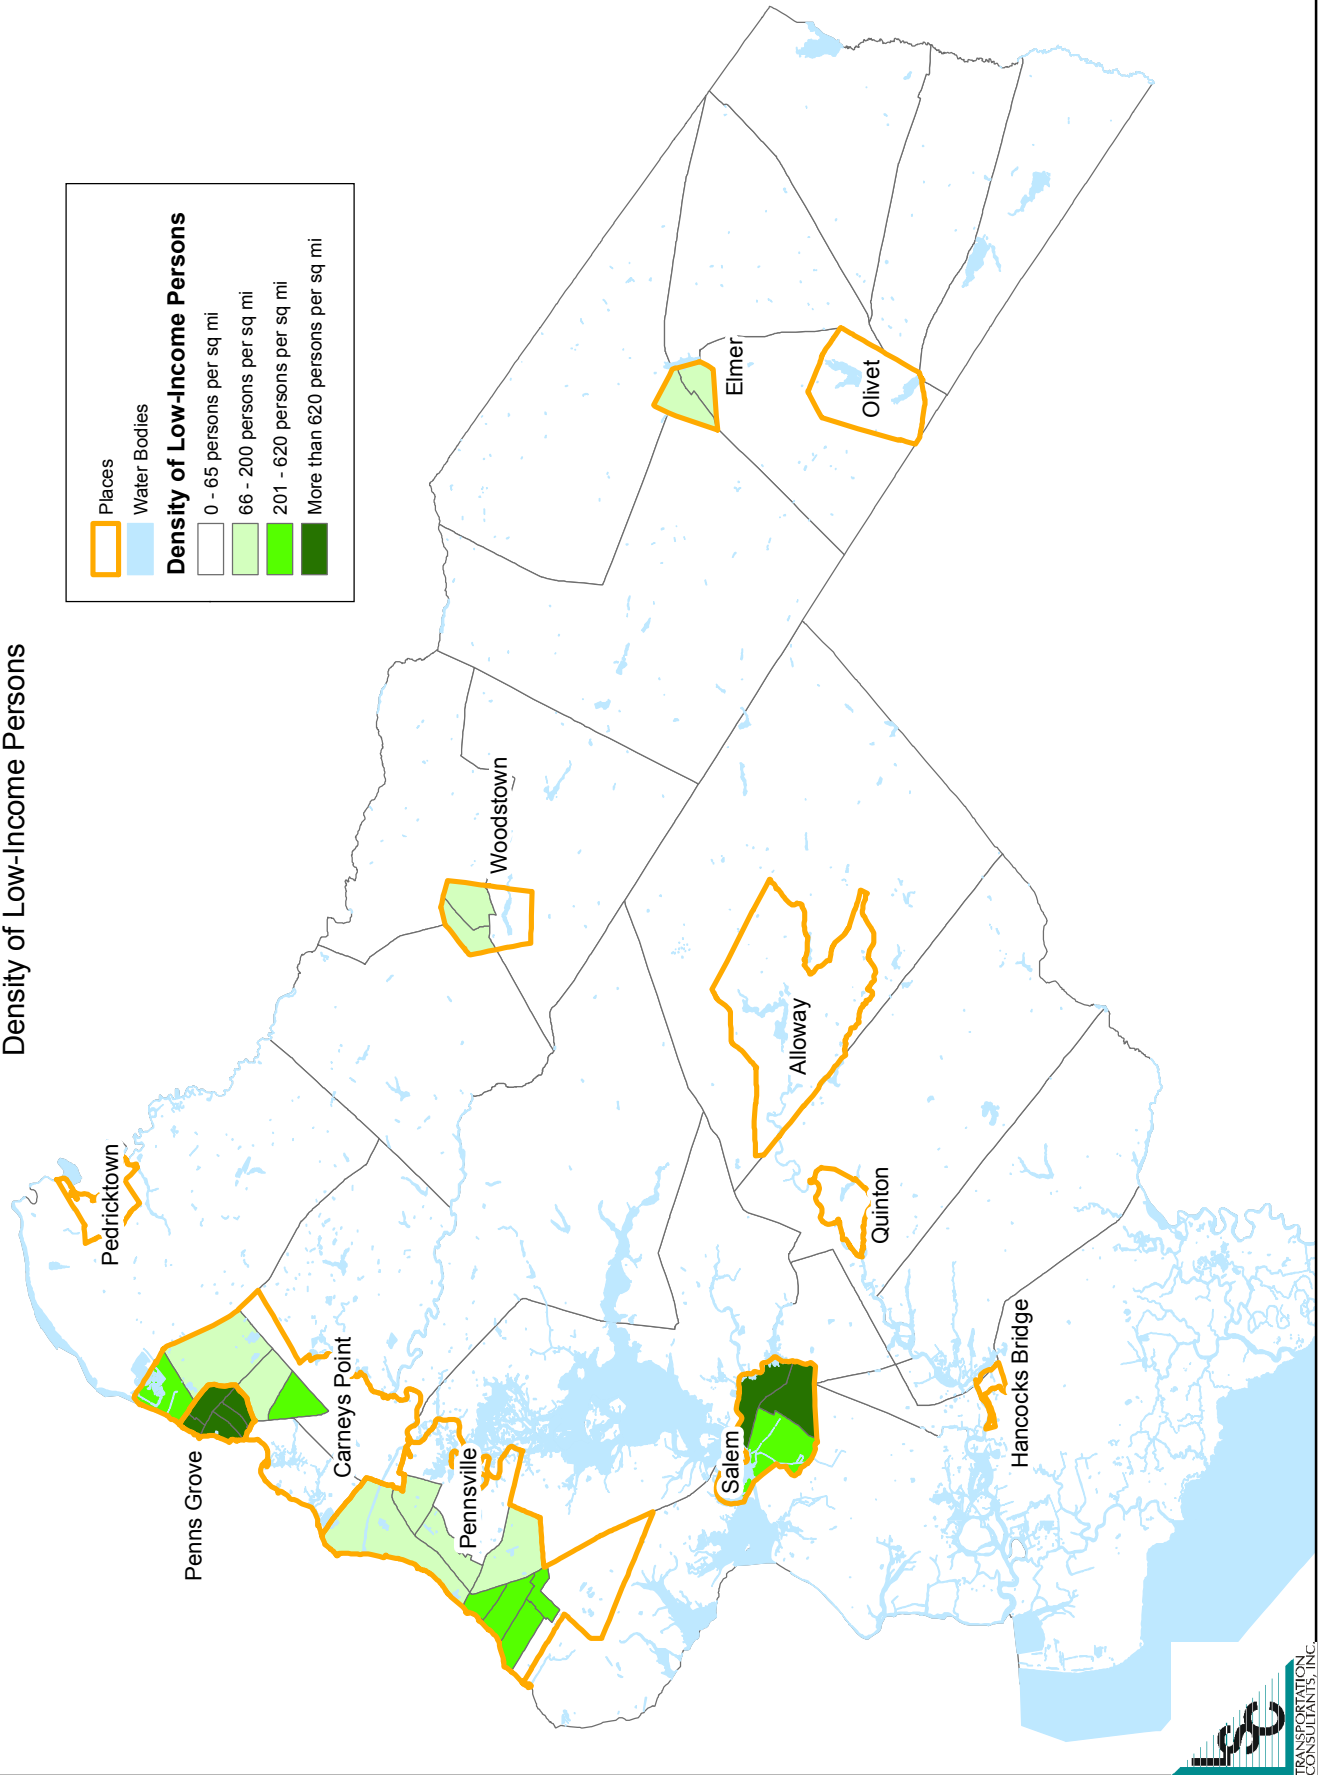 Density of Low-Income Persons
Places
Water Bodies
Density of Low-Income Persons
0 - 65 persons per sq mi
66 - 200 persons per sq mi
201 - 620 persons per sq mi
More than 620 persons per sq mi
Pedricktown
Penns Grove
Carneys Point
Pennsville
Woodstown
Elmer
Olivet
Alloway
Quinton
Salem
Hancocks Bridge
LSC
TRANSPORTATION
CONSULTANTS, INC.